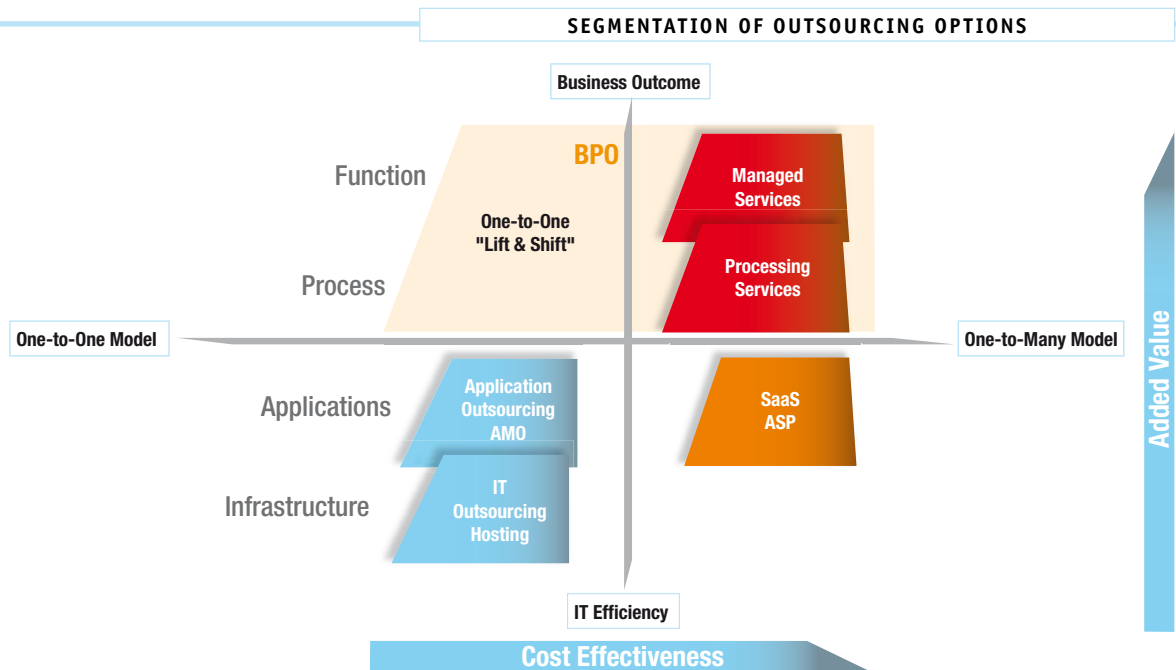 SEGMENTATION OF OUTSOURCING OPTIONS
Business Outcome
BPO
Function
Managed
Services
One-to-One
"Lift & Shift"
Process
Processing
Services
One-to-One Model
One-to-Many Model
Applications
Application
Outsourcing
AMO
SaaS
ASP
Infrastructure
IT
Outsourcing
Hosting
IT Efficiency
Cost Effectiveness
Added Value